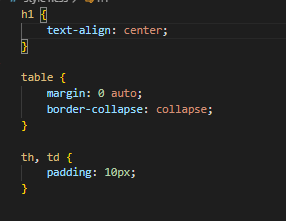 h1 {
    text-align: center;
}

table {
    margin: 0 auto;
    border-collapse: collapse;
}

th, td {
    padding: 10px;
}